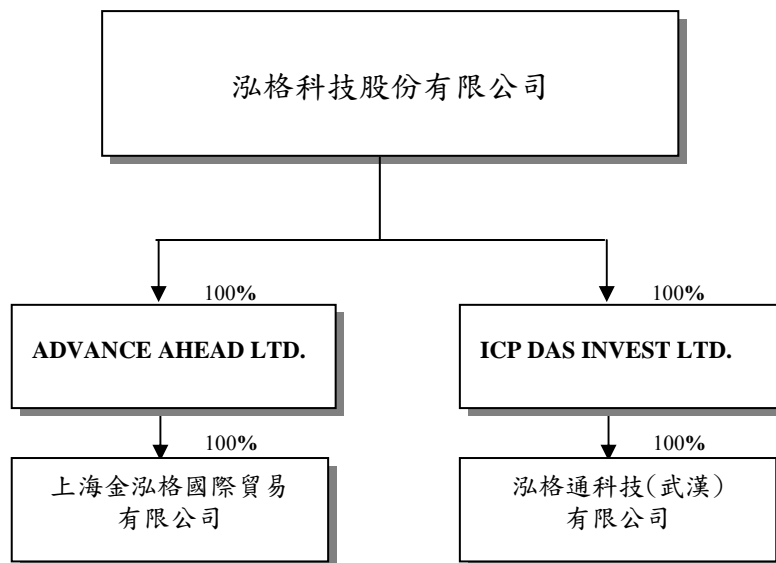 泓格科技股份有限公司
100%
100%
ADVANCE AHEAD LTD.
ICP DAS INVEST LTD.
100%
100%
上海金泓格國際貿易
有限公司
泓格通科技(武漢)
有限公司